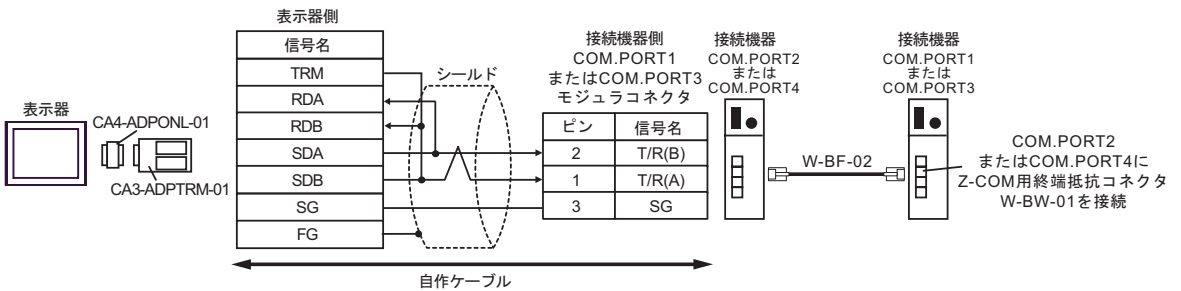 表示器
CA4-ADPONL-01
CA3-ADPTRM-01
表示器側
信号名
TRM
RDA
RDB
SDA
SDB
SG
FG
シールド
自作ケーブル
接続機器側
COM.PORT1
またはCOM.PORT3
モジュラコネクタ
ピン 信号名
2 T/R(B)
1 T/R(A)
3 SG
接続機器
COM.PORT2
または
COM.PORT4
W-BF-02
接続機器
COM.PORT1
または
COM.PORT3
COM.PORT2
またはCOM.PORT4に
Z-COM用終端抵抗コネクタ
W-BW-01を接続